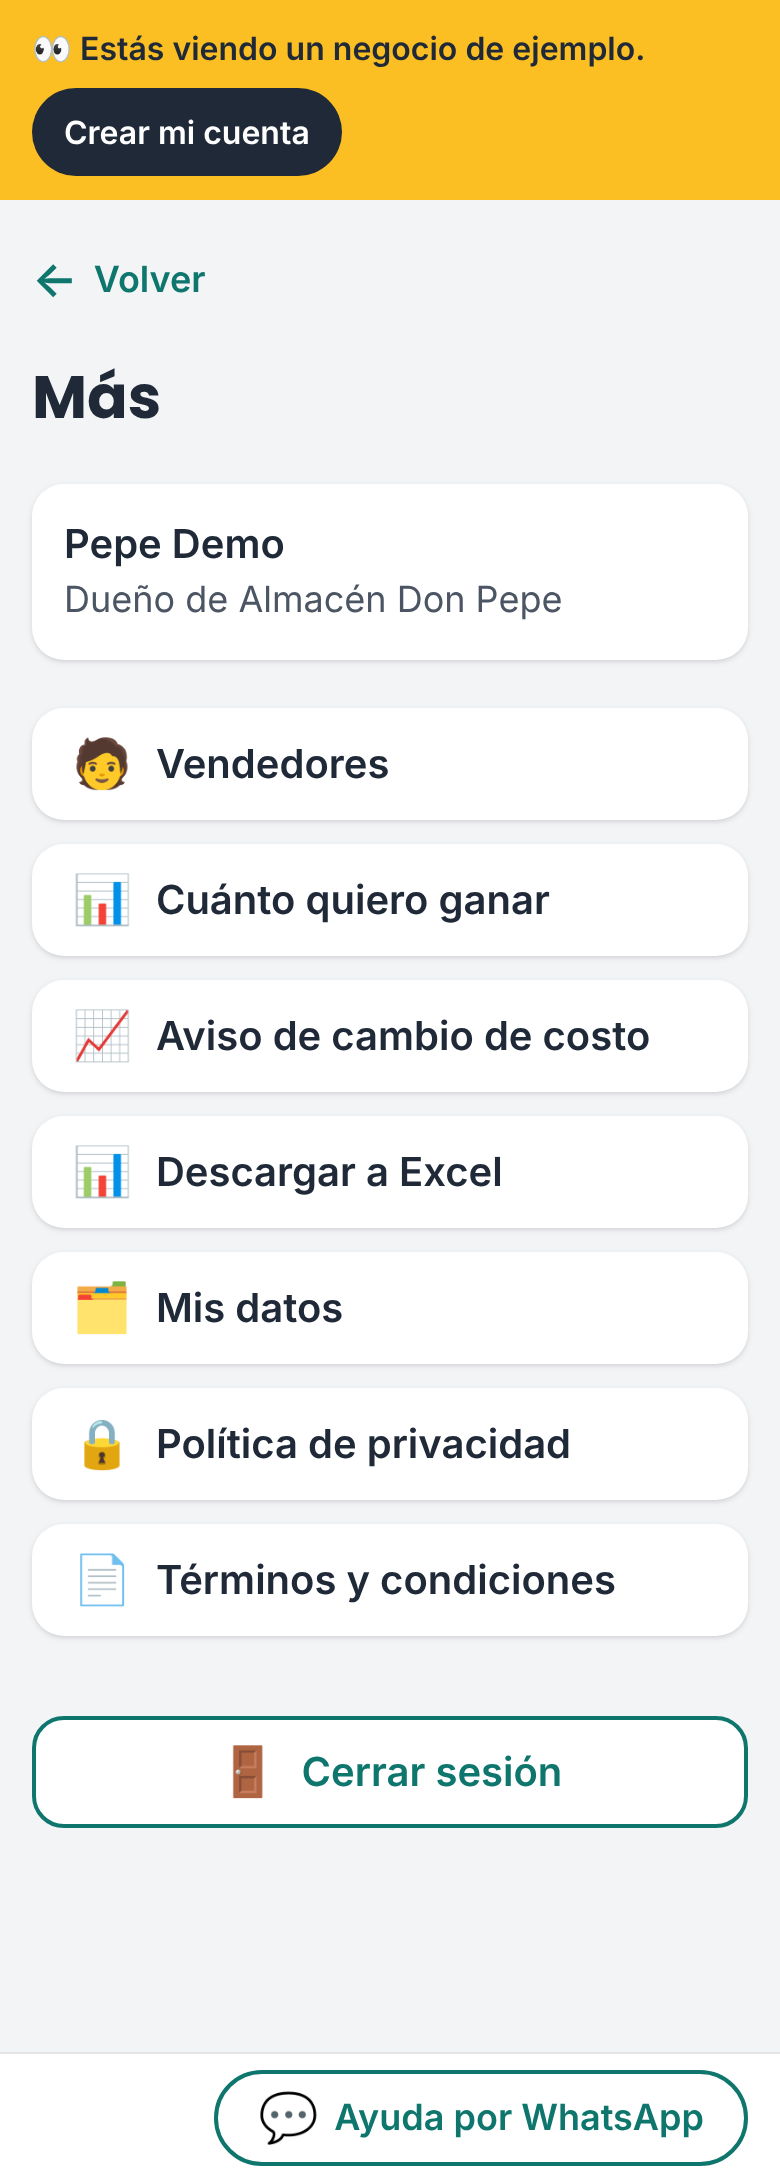 👀 Estás viendo un negocio de ejemplo.
Crear mi cuenta
← Volver
Más
Pepe Demo
Dueño de Almacén Don Pepe
Vendedores
Cuánto quiero ganar
Aviso de cambio de costo
Descargar a Excel
Mis datos
Política de privacidad
Términos y condiciones
Cerrar sesión
Ayuda por WhatsApp